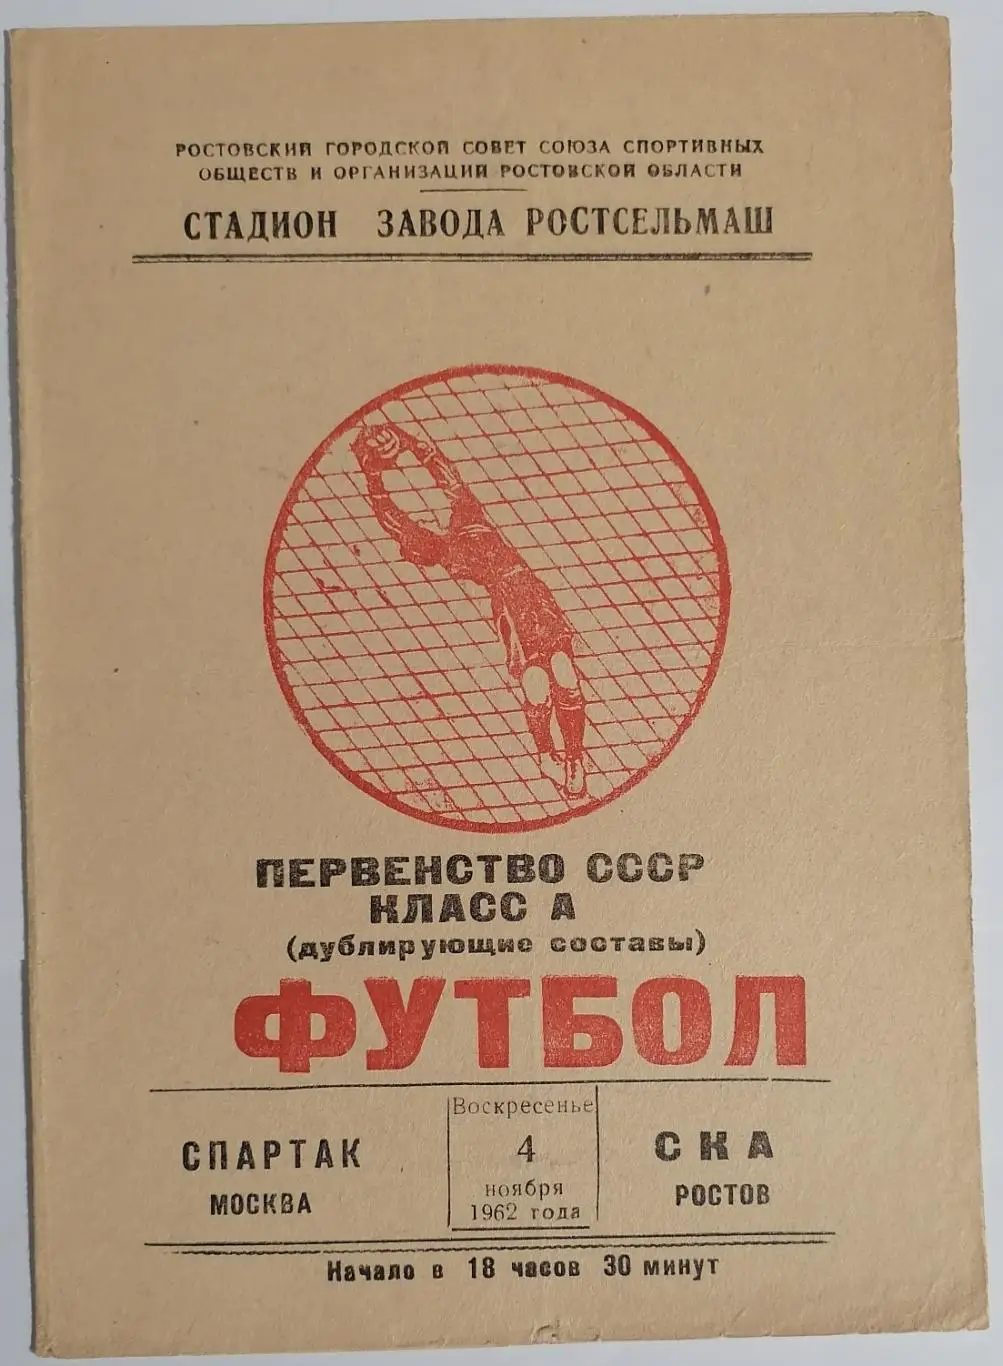 РОСТОВСКИЙ ГОРОДСКОЙ СОВЕТ СОЮЗА СПОРТИВНЫХ
ОБЩЕСТВ И ОРГАНИЗАЦИЙ РОСТОВСКОЙ ОБЛАСТИ
СТАДИОН ЗАВОДА РОСТСЕЛЬМАШ
ПЕРВЕНСТВО СССР
КЛАСС А
(дублирующие составы)
ФУТБОЛ
СПАРТАК
МОСКВА
Воскресенье
4
ноября
1962 года
СКА
РОСТОВ
Начало в 18 часов 30 минут